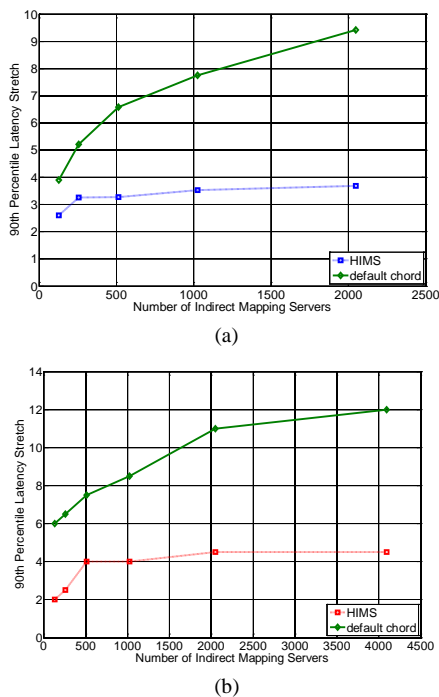 10
9
8
7
6
5
4
3
2
1
0
90th Percentile Latency Stretch
0 500 1000 1500 2000 2500
Number of Indirect Mapping Servers
HIMS
default chord
(a)
14
12
10
8
6
4
2
0
90th Percentile Latency Stretch
0 500 1000 1500 2000 2500 3000 3500 4000 4500
Number of Indirect Mapping Servers
HIMS
default chord
(b)